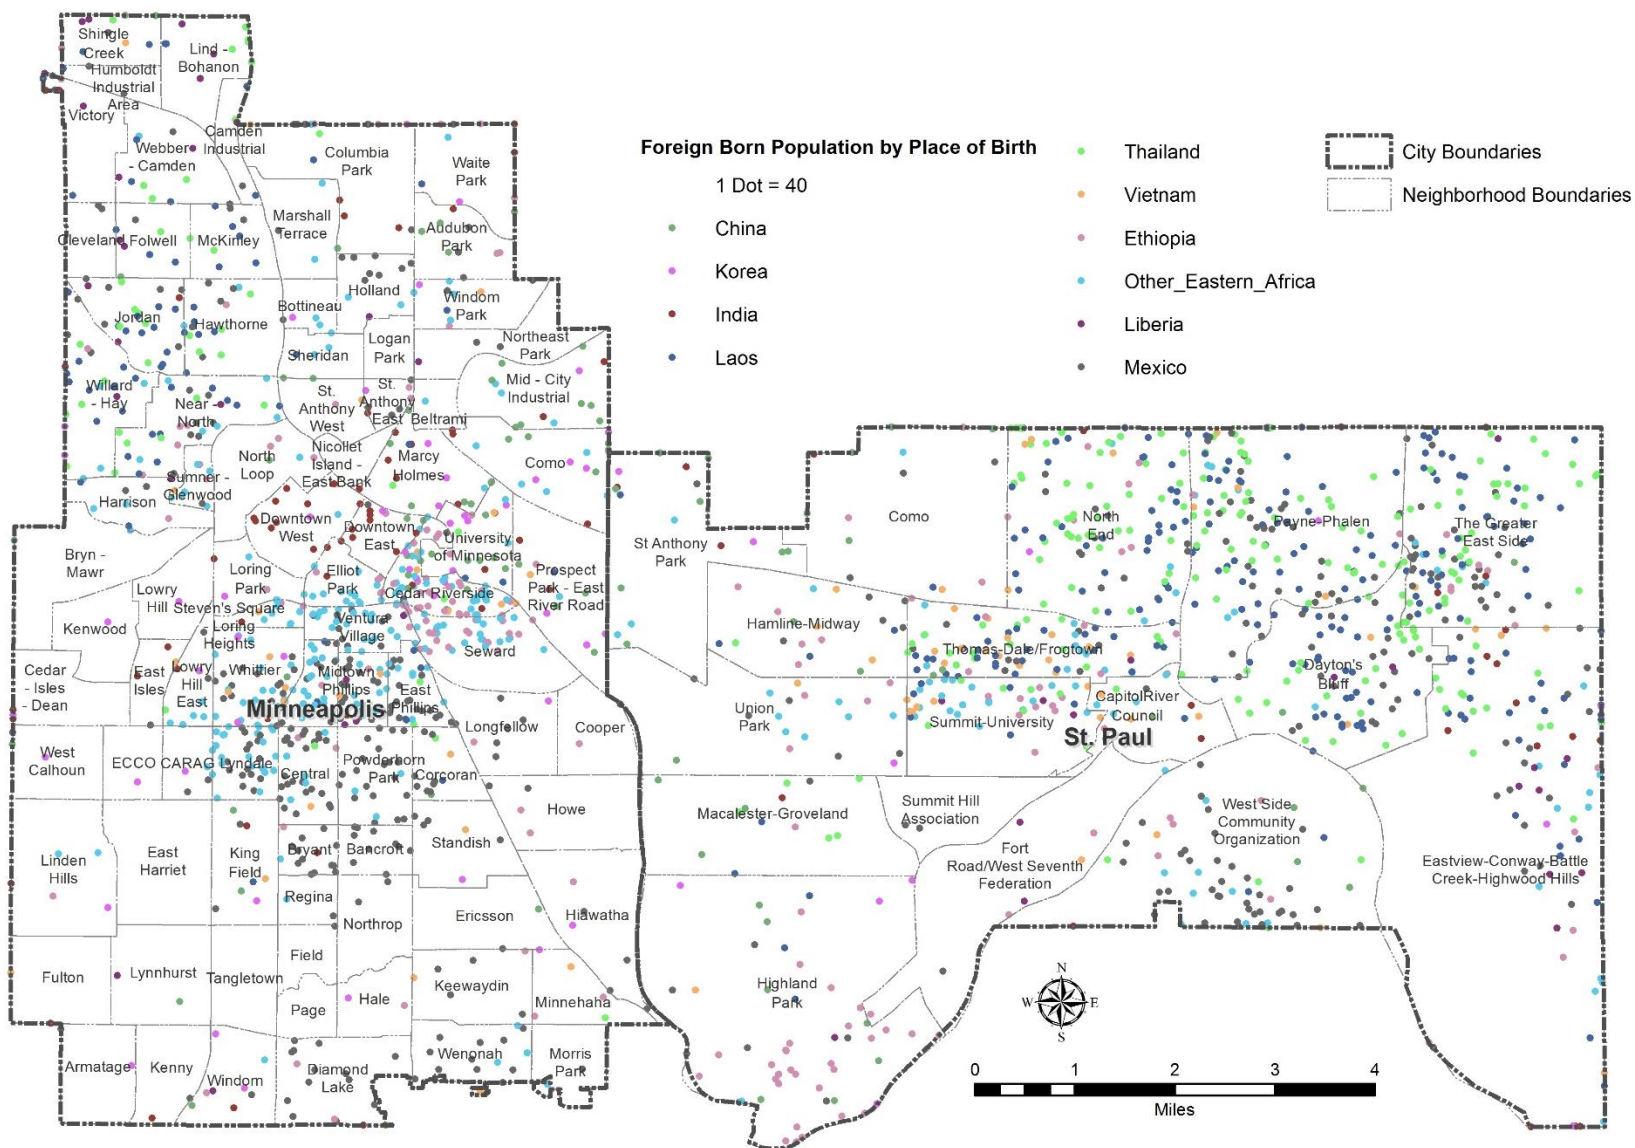 Foreign Born Population by Place of Birth
1 Dot = 40
China
Korea
India
Laos
Thailand
Vietnam
Ethiopia
Other_Eastern_Africa
Liberia
Mexico
City Boundaries
Neighborhood Boundaries
Shingle
Creek
Lind -
Bohanon
Humboldt
Industrial
Area
Victory
Camden
Industrial
Webber
- Camden
Columbia
Park
Waite
Park
Marshall
Terrace
Audubon
Park
Cleveland
Folwell
McKinley
Holland
Bottineau
Windom
Park
Jordan
Hawthorne
Logan
Park
Northeast
Park
Sheridan
Mid - City
Industrial
Willard
- Hay
Near -
North
St.
Anthony
West
St.
Anthony
East
Beltrami
Nicollet
Island -
East Bank
North
Loop
Marcy
Holmes
Como
Sumner -
Glenwood
Harrison
Downtown
West
Downtown
East
University
of Minnesota
Bryn -
Mawr
Loring
Park
Elliot
Park
Prospect
Park - East
River Road
Cedar Riverside
Lowry
Hill
Steven's Square
Loring
Heights
Ventura
Village
Kenwood
Seward
Cedar
- Isles
- Dean
East
Isles
Lowry
Hill
East
Whittier
Midtown
Phillips
East
Phillips
Minneapolis
Longfellow
Cooper
West
Calhoun
ECCO
CARAG
Lyndale
Central
Powderhorn
Park
Corcoran
Howe
Linden
Hills
East
Harriet
King
Field
Bryant
Bancroft
Standish
Regina
Northrop
Ericsson
Hiawatha
Field
Fulton
Lynnhurst
Tangletown
Page
Hale
Keewaydin
Minnehaha
Armatage
Kenny
Windom
Diamond
Lake
Wenonah
Morris
Park
St Anthony
Park
Como
North
End
Payne-Phalen
The Greater
East Side
Hamline-Midway
Thomas-Dale/Frogtown
Dayton's
Bluff
Union
Park
Summit-University
CapitolRiver
Council
St. Paul
Macalester-Groveland
Summit Hill
Association
West Side
Community
Organization
Fort
Road/West Seventh
Federation
Eastview-Conway-Battle
Creek-Highwood Hills
Highland
Park
N
W
E
S
0
1
2
3
4
Miles